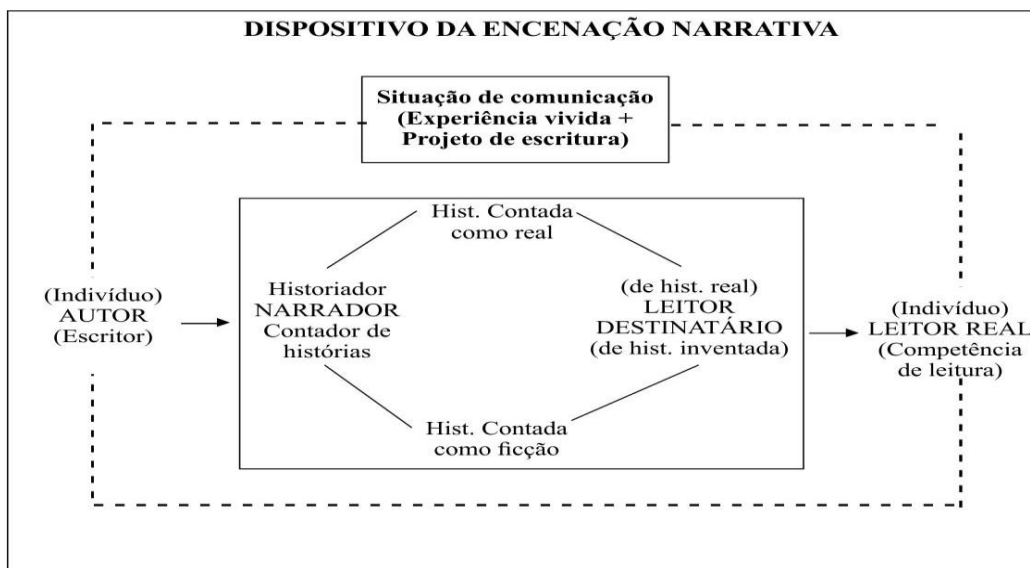 DISPOSITIVO DA ENCENAÇÃO NARRATIVA
Situação de comunicação
(Experiência vivida +
Projeto de escritura)
Hist. Contada
como real
(Indivíduo)
AUTOR
(Escritor)
Historiador
NARRADOR
Contador de
histórias
(de hist. real)
LEITOR
DESTINATÁRIO
(de hist. inventada)
(Indivíduo)
LEITOR REAL
(Competência
de leitura)
Hist. Contada
como ficção